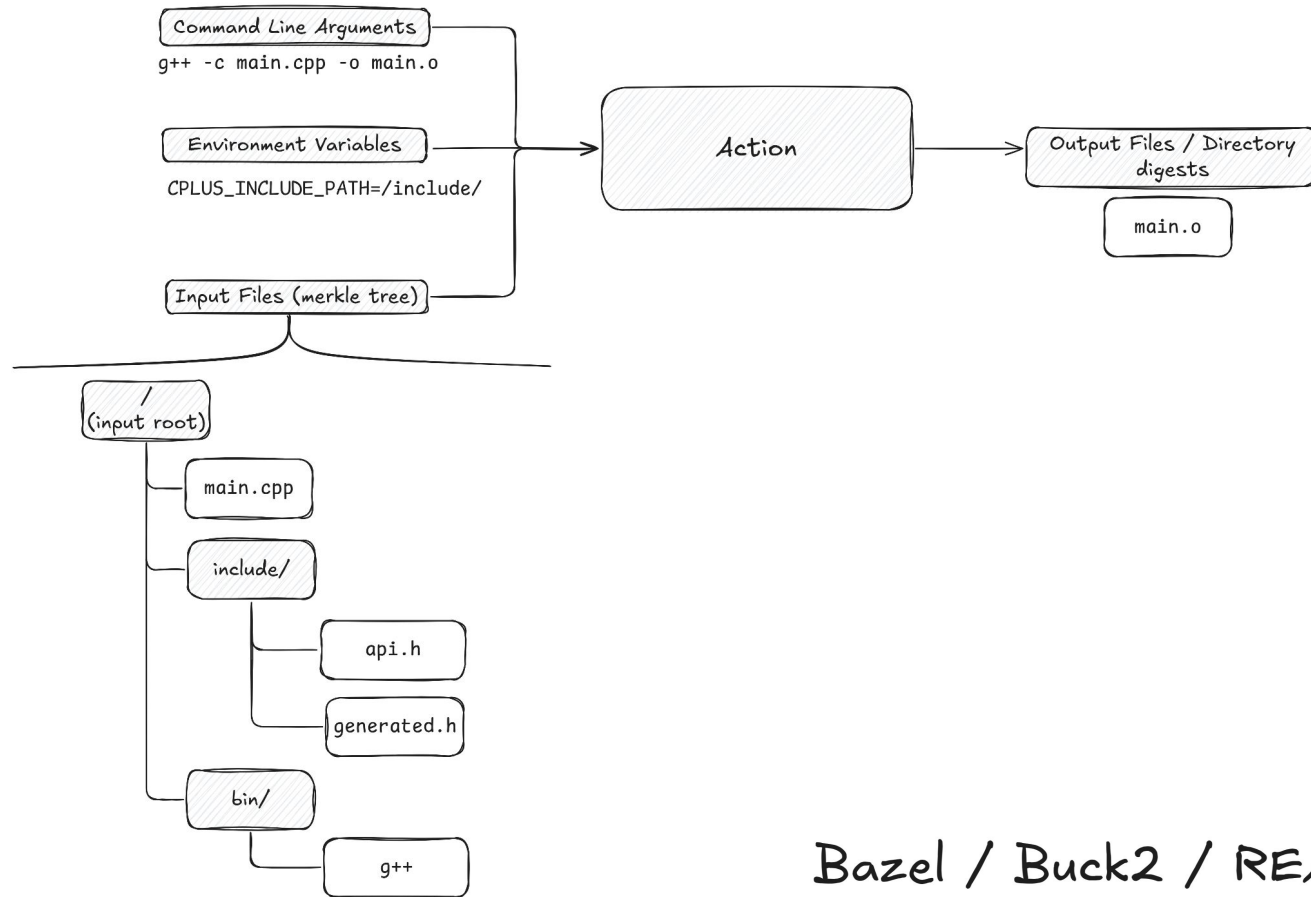 Command Line Arguments
g++ -c main.cpp -o main.o
Environment Variables
CPLUS_INCLUDE_PATH=/include/
Input Files (merkle tree)
Action
Output Files / Directory
digests
main.o
/
(input root)
main.cpp
include/
api.h
generated.h
bin/
g++
Bazel / Buck2 /